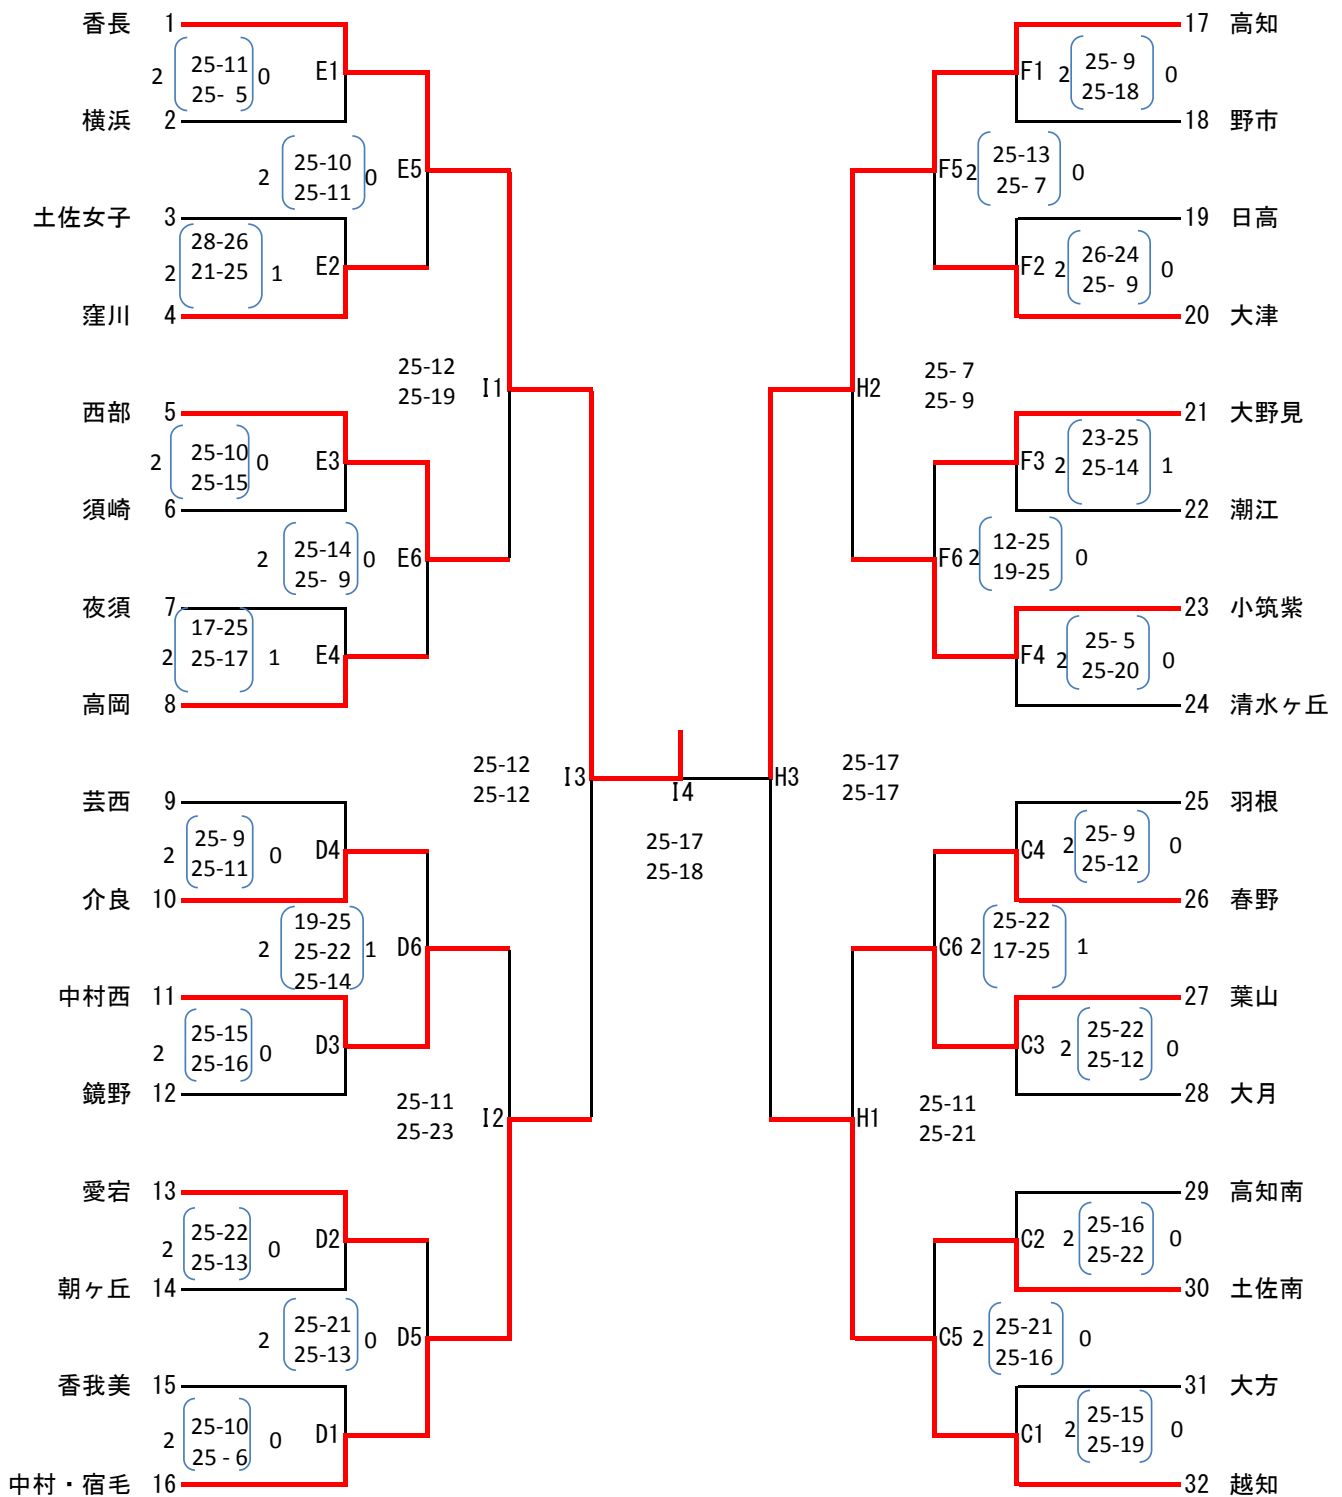 香長 1
2 25-11 0 E1
25- 5
横浜 2
2 25-10 0 E5
25-11
土佐女子 3
28-26
2 21-25 1 E2
窪川 4
25-12 I1
25-19
西部 5
2 25-10 0 E3
25-15
須崎 6
2 25-14 0 E6
25- 9
夜須 7
17-25
2 25-17 1 E4
高岡 8
25-12 I3
25-12
芸西 9
2 25- 9 0 D4
25-11
介良 10
19-25
2 25-22 1 D6
25-14
中村西 11
2 25-15 0 D3
25-16
鏡野 12
25-11 I2
25-23
愛宕 13
2 25-22 0 D2
25-13
朝ヶ丘 14
2 25-21 0 D5
25-13
香我美 15
2 25-10 0 D1
25 - 6
中村・宿毛 16
I4
25-17
25-18
17 高知
F1 2 25- 9 0
25-18
18 野市
F5 2 25-13 0
25- 7
19 日高
F2 2 26-24 0
25- 9
20 大津
H2 25- 7
25- 9
21 大野見
23-25
F3 2 25-14 1
22 潮江
F6 2 12-25 0
19-25
23 小筑紫
F4 2 25- 5 0
25-20
24 清水ヶ丘
H3 25-17
25-17
25 羽根
C4 2 25- 9 0
25-12
26 春野
25-22
C6 2 17-25 1
27 葉山
C3 2 25-22 0
25-12
28 大月
H1 25-11
25-21
29 高知南
C2 2 25-16 0
25-22
30 土佐南
C5 2 25-21 0
25-16
31 大方
C1 2 25-15 0
25-19
32 越知